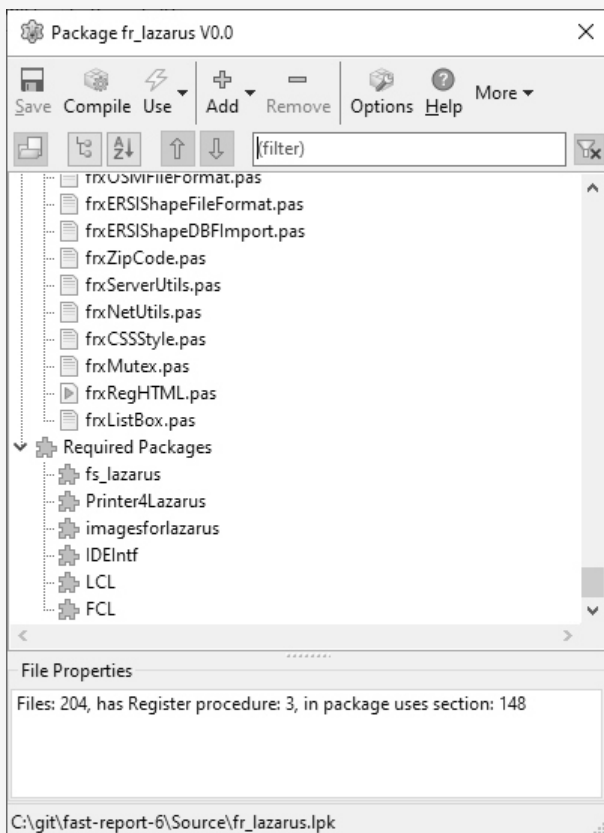 Package fr_lazarus V0.0
Save Compile Use Add Remove Options Help More
(filter)
frxOSMFileFormat.pas
frxERSIShapeFileFormat.pas
frxERSIShapeDBFImport.pas
frxZipCode.pas
frxServerUtils.pas
frxNetUtils.pas
frxCSSStyle.pas
frxMutex.pas
frxRegHTML.pas
frxListBox.pas
Required Packages
fs_lazarus
Printer4Lazarus
imagesforlazarus
IDEIntf
LCL
FCL
File Properties
Files: 204, has Register procedure: 3, in package uses section: 148
C:\git\fast-report-6\Source\fr_lazarus.lpk